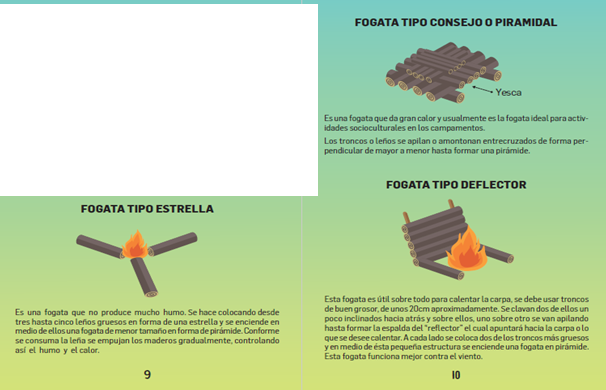 FOGATA TIPO ESTRELLA
Es una fogata que no produce mucho humo. Se hace colocando desde
tres hasta cinco leños gruesos en forma de una estrella y se enciende en
medio de ellos una fogata de menor tamaño en forma de pirámide. Conforme
se consuma la leña se empujan los maderos gradualmente, controlando
así el humo y el calor.
9
FOGATA TIPO CONSEJO O PIRAMIDAL
Yesca
Es una fogata que da gran calor y usualmente es la fogata ideal para activ-
idades socioculturales en los campamentos.
Los troncos o leños se apilan o amontonan entrecruzados de forma per-
pendicular de mayor a menor hasta formar una pirámide.
FOGATA TIPO DEFLECTOR
Esta fogata es útil sobre todo para calentar la carpa, se debe usar troncos
de buen grosor, de unos 20cm aproximadamente. Se clavan dos de ellos un
poco inclinados hacia atrás y sobre ellos, uno sobre otro se van apilando
hasta formar la espalda del "reflector" el cual apuntará hacia la carpa o lo
que se desee calentar. A cada lado se coloca dos de los troncos más gruesos
y en medio de ésta pequeña estructura se enciende una fogata en pirámide.
Esta fogata funciona mejor contra el viento.
10